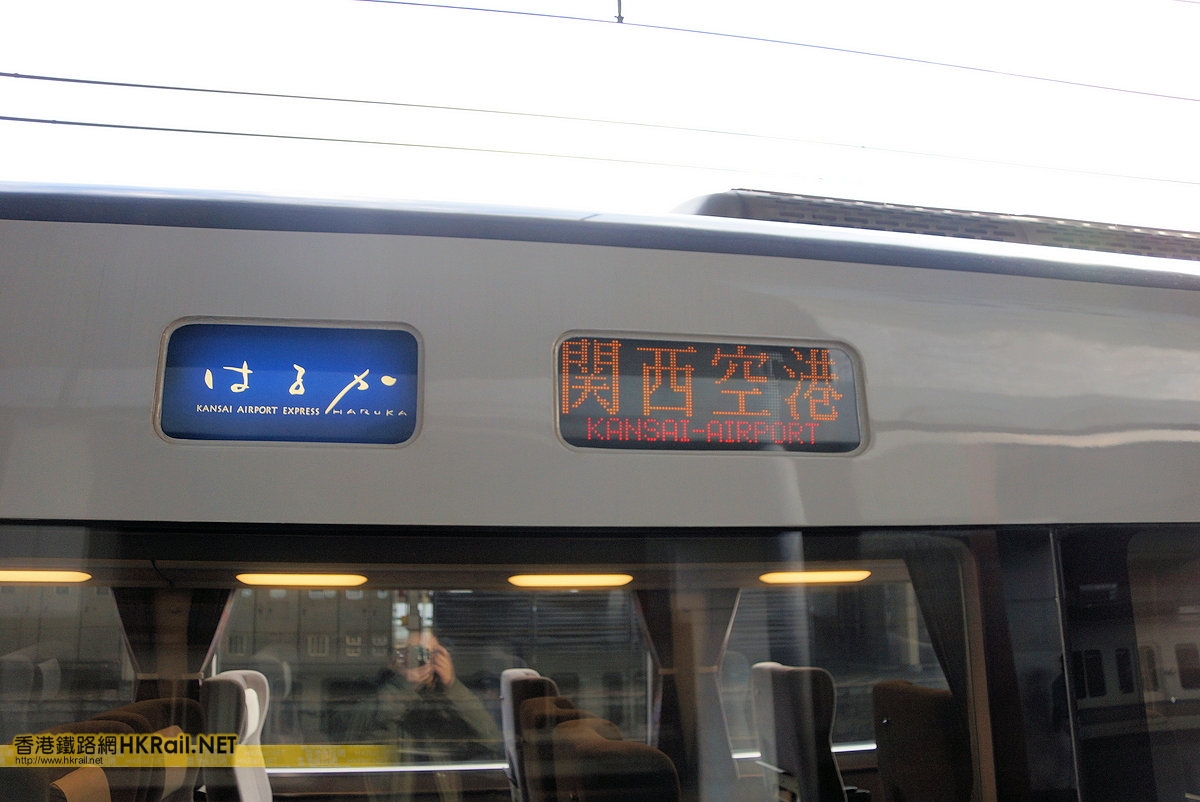 はるか
KANSAI AIRPORT EXPRESS HARUKA
関西空港
KANSAI-AIRPORT
香港鐵路網HKRail.NET
http://www.hkrail.net